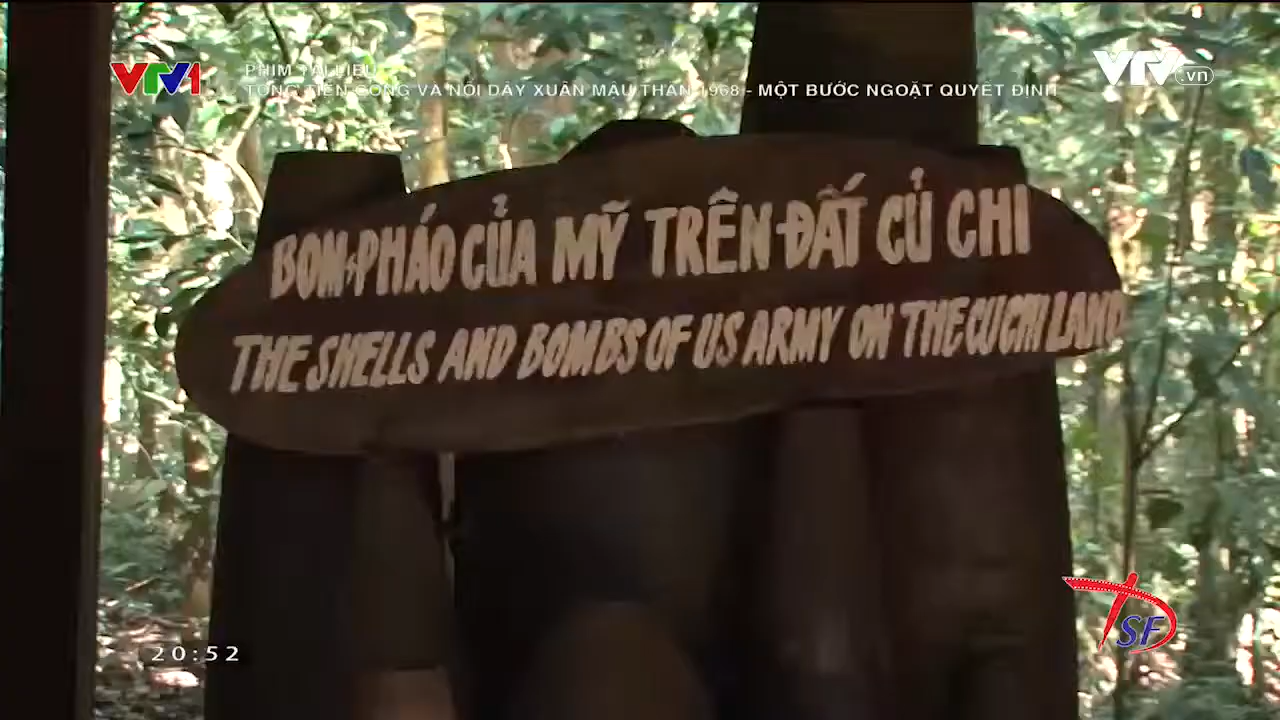 VTV1
PHIM TÀI LIỆU
TỔNG TIẾN CÔNG VÀ NỔI DẬY XUÂN MẬU THÂN 1968 - MỘT BƯỚC NGOẶT QUYẾT ĐỊNH
VTV.vn
BOM+PHÁO CỦA MỸ TRÊN ĐẤT CỦ CHI
THE SHELLS AND BOMBS OF US ARMY ON THE CU CHI LAND
SF
20:52